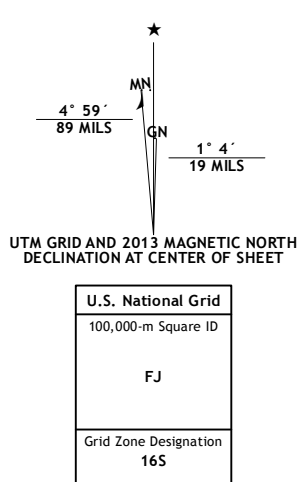 MN
4° 59´
89 MILS
GN
1° 4´
19 MILS
UTM GRID AND 2013 MAGNETIC NORTH
DECLINATION AT CENTER OF SHEET
U.S. National Grid
100,000-m Square ID
FJ
Grid Zone Designation
16S